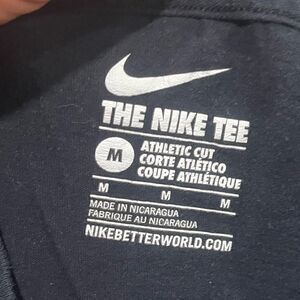 THE NIKE TEE
M
ATHLETIC CUT
CORTE ATLÉTICO
COUPE ATHLÉTIQUE
M M M
MADE IN NICARAGUA
FABRIQUE AU NICARAGUA
NIKEBETTERWORLD.COM